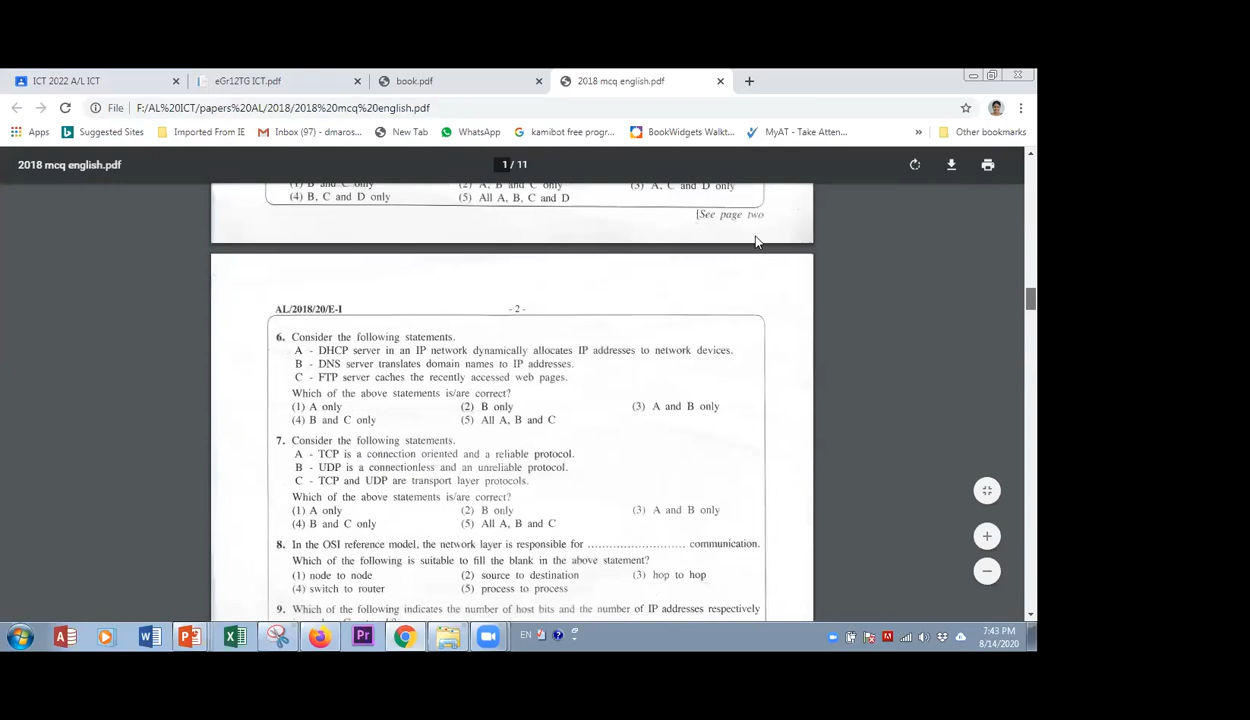 ICT 2022 A/L ICT
eGr12TG ICT.pdf
book.pdf
2018 mcq english.pdf
File F:/AL%20ICT/papers%20AL/2018/2018%20mcq%20english.pdf
Apps Suggested Sites Imported From IE Inbox (97) - dmaros... New Tab WhatsApp kamibot free progr... BookWidgets Walkt... MyAT - Take Atten... » Other bookmarks
2018 mcq english.pdf 1 / 11
(1) B and C only (2) A, B and C only (3) A, C and D only
(4) B, C and D only (5) All A, B, C and D
[See page two
AL/2018/20/E-I - 2 -
6. Consider the following statements.
A - DHCP server in an IP network dynamically allocates IP addresses to network devices.
B - DNS server translates domain names to IP addresses.
C - FTP server caches the recently accessed web pages.
Which of the above statements is/are correct?
(1) A only (2) B only (3) A and B only
(4) B and C only (5) All A, B and C
7. Consider the following statements.
A - TCP is a connection oriented and a reliable protocol.
B - UDP is a connectionless and an unreliable protocol.
C - TCP and UDP are transport layer protocols.
Which of the above statements is/are correct?
(1) A only (2) B only (3) A and B only
(4) B and C only (5) All A, B and C
8. In the OSI reference model, the network layer is responsible for .......................... communication.
Which of the following is suitable to fill the blank in the above statement?
(1) node to node (2) source to destination (3) hop to hop
(4) switch to router (5) process to process
9. Which of the following indicates the number of host bits and the number of IP addresses respectively
EN
7:43 PM
8/14/2020